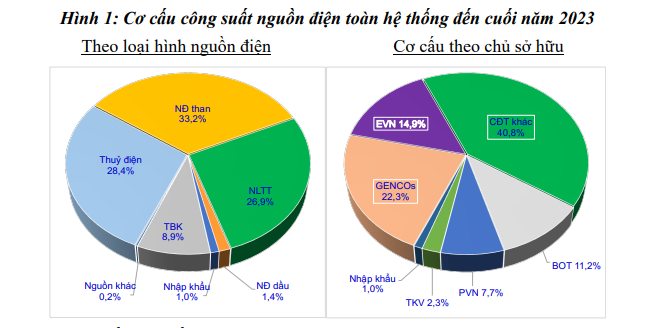 Hình 1: Cơ cấu công suất nguồn điện toàn hệ thống đến cuối năm 2023
Theo loại hình nguồn điện
NĐ than
33,2%
Thuỷ điện
28,4%
NLTT
26,9%
TBK
8,9%
Nguồn khác
0,2%
Nhập khẩu
1,0%
NĐ dầu
1,4%
Cơ cấu theo chủ sở hữu
EVN 14,9%
CĐT khác
40,8%
GENCOs
22,3%
BOT 11,2%
Nhập khẩu
1,0%
TKV 2,3%
PVN 7,7%